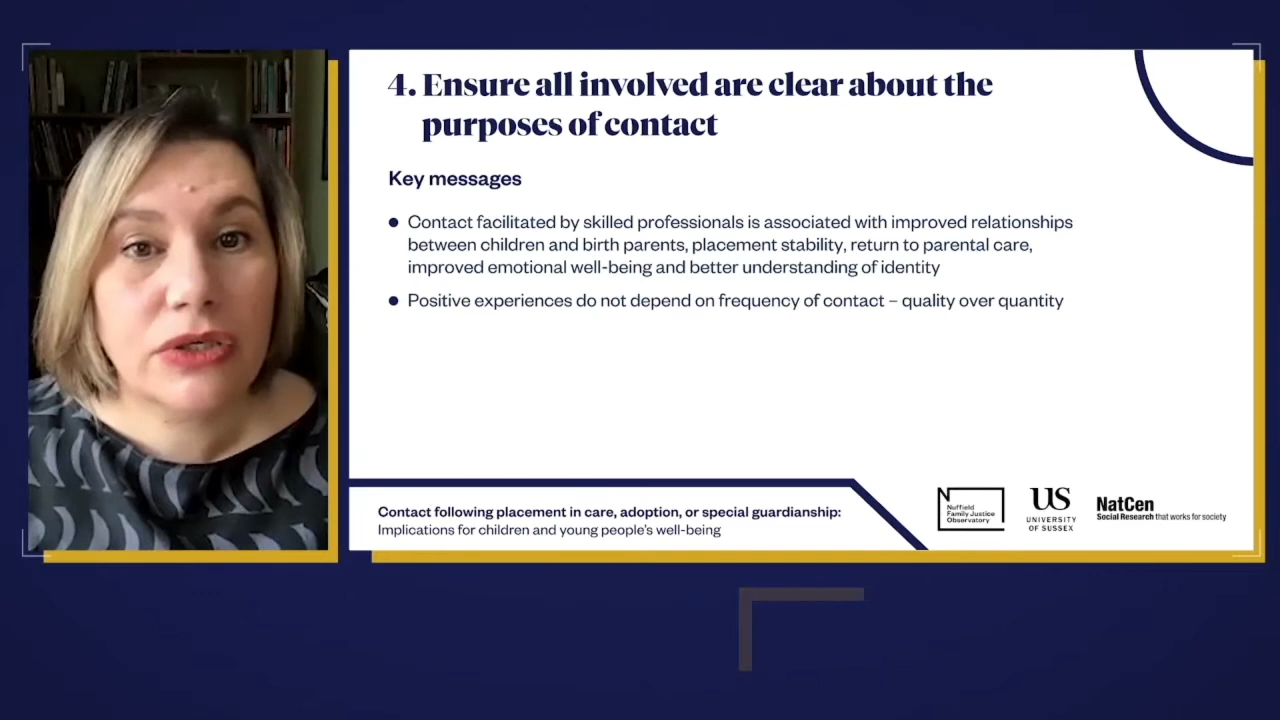 4. Ensure all involved are clear about the
purposes of contact
Key messages
● Contact facilitated by skilled professionals is associated with improved relationships
between children and birth parents, placement stability, return to parental care,
improved emotional well-being and better understanding of identity
● Positive experiences do not depend on frequency of contact – quality over quantity
Contact following placement in care, adoption, or special guardianship:
Implications for children and young people's well-being
N
Nuffield
Family Justice
Observatory
US
UNIVERSITY
OF SUSSEX
NatCen
Social Research that works for society